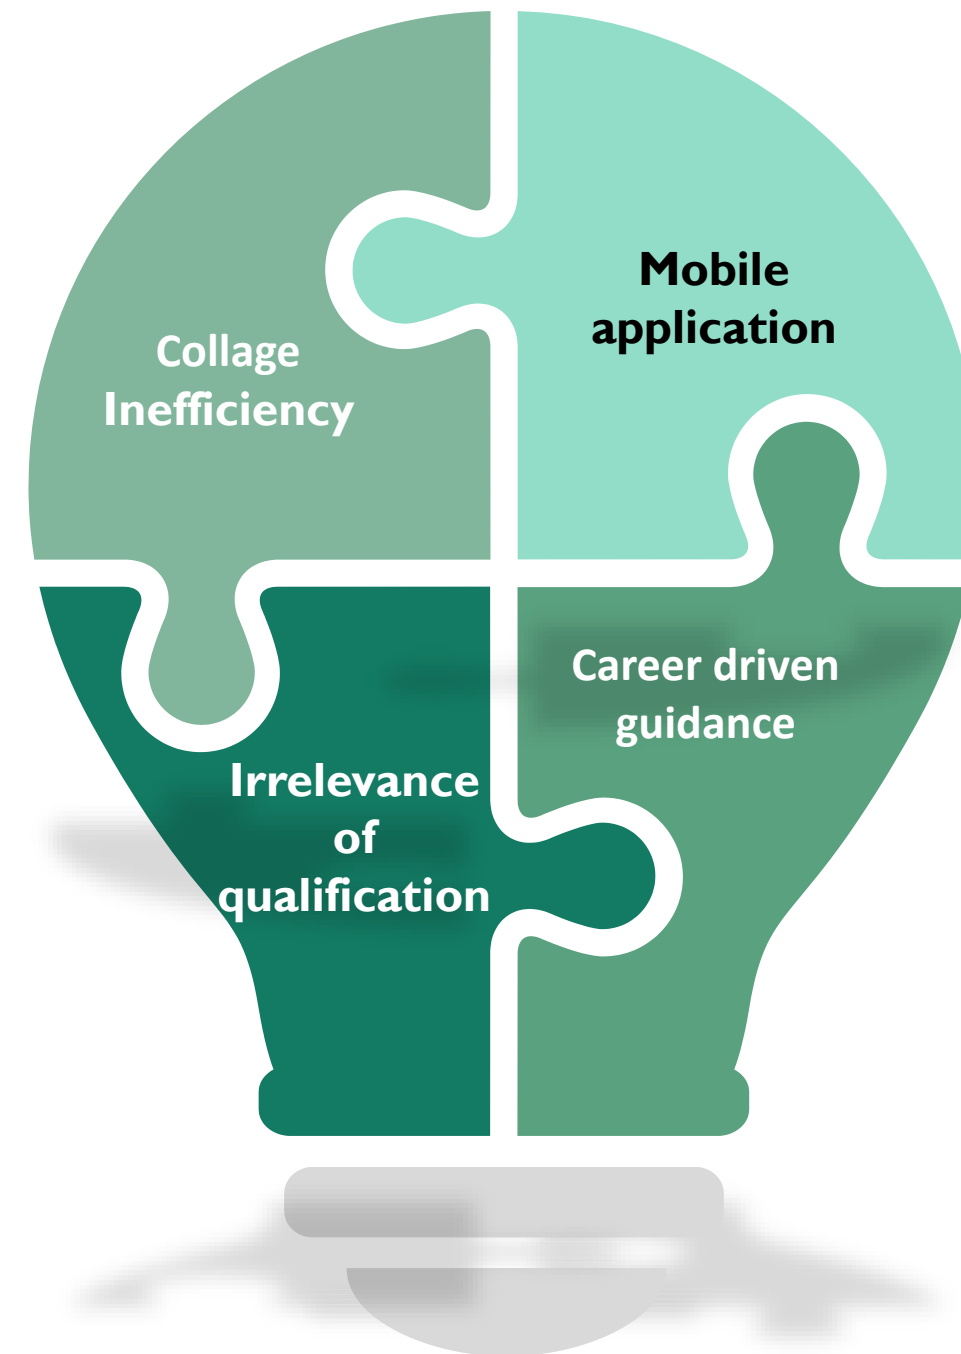 Collage
Inefficiency
Mobile
application
Irrelevance
of
qualification
Career driven
guidance